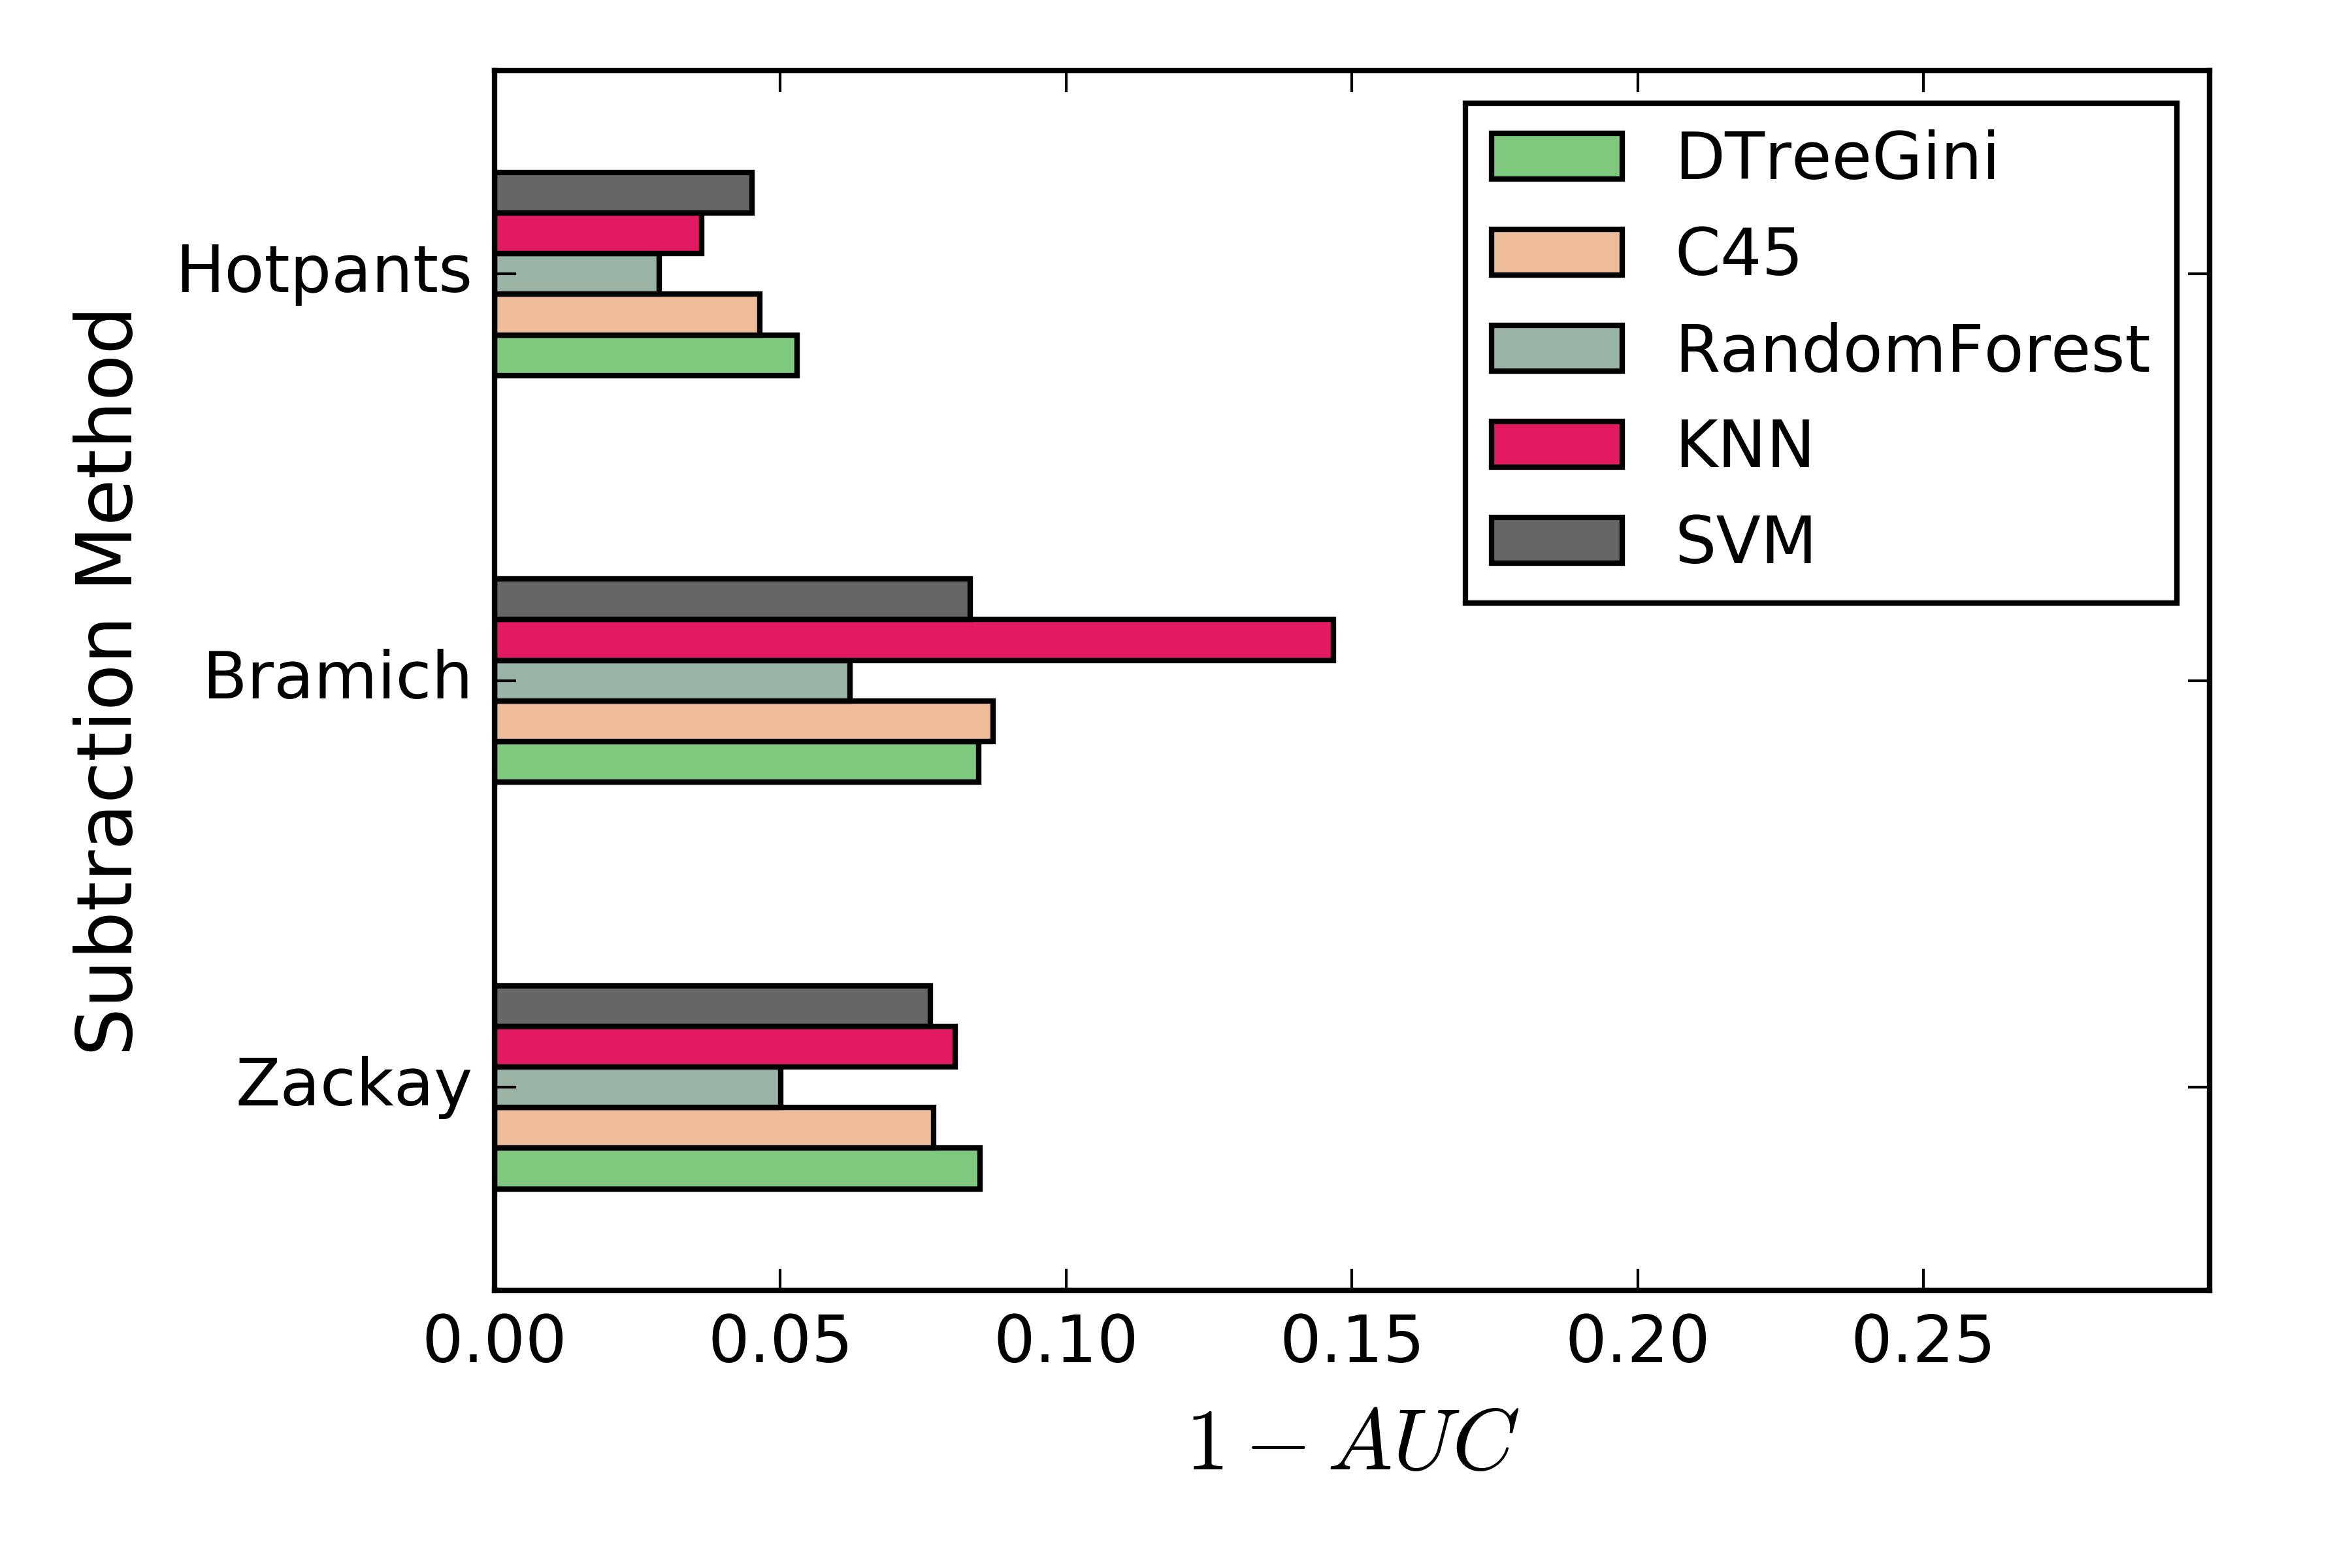 DTreeGini
C45
RandomForest
KNN
SVM
Hotpants
Bramich
Zackay
Subtraction Method
0.00 0.05 0.10 0.15 0.20 0.25
1 − AUC